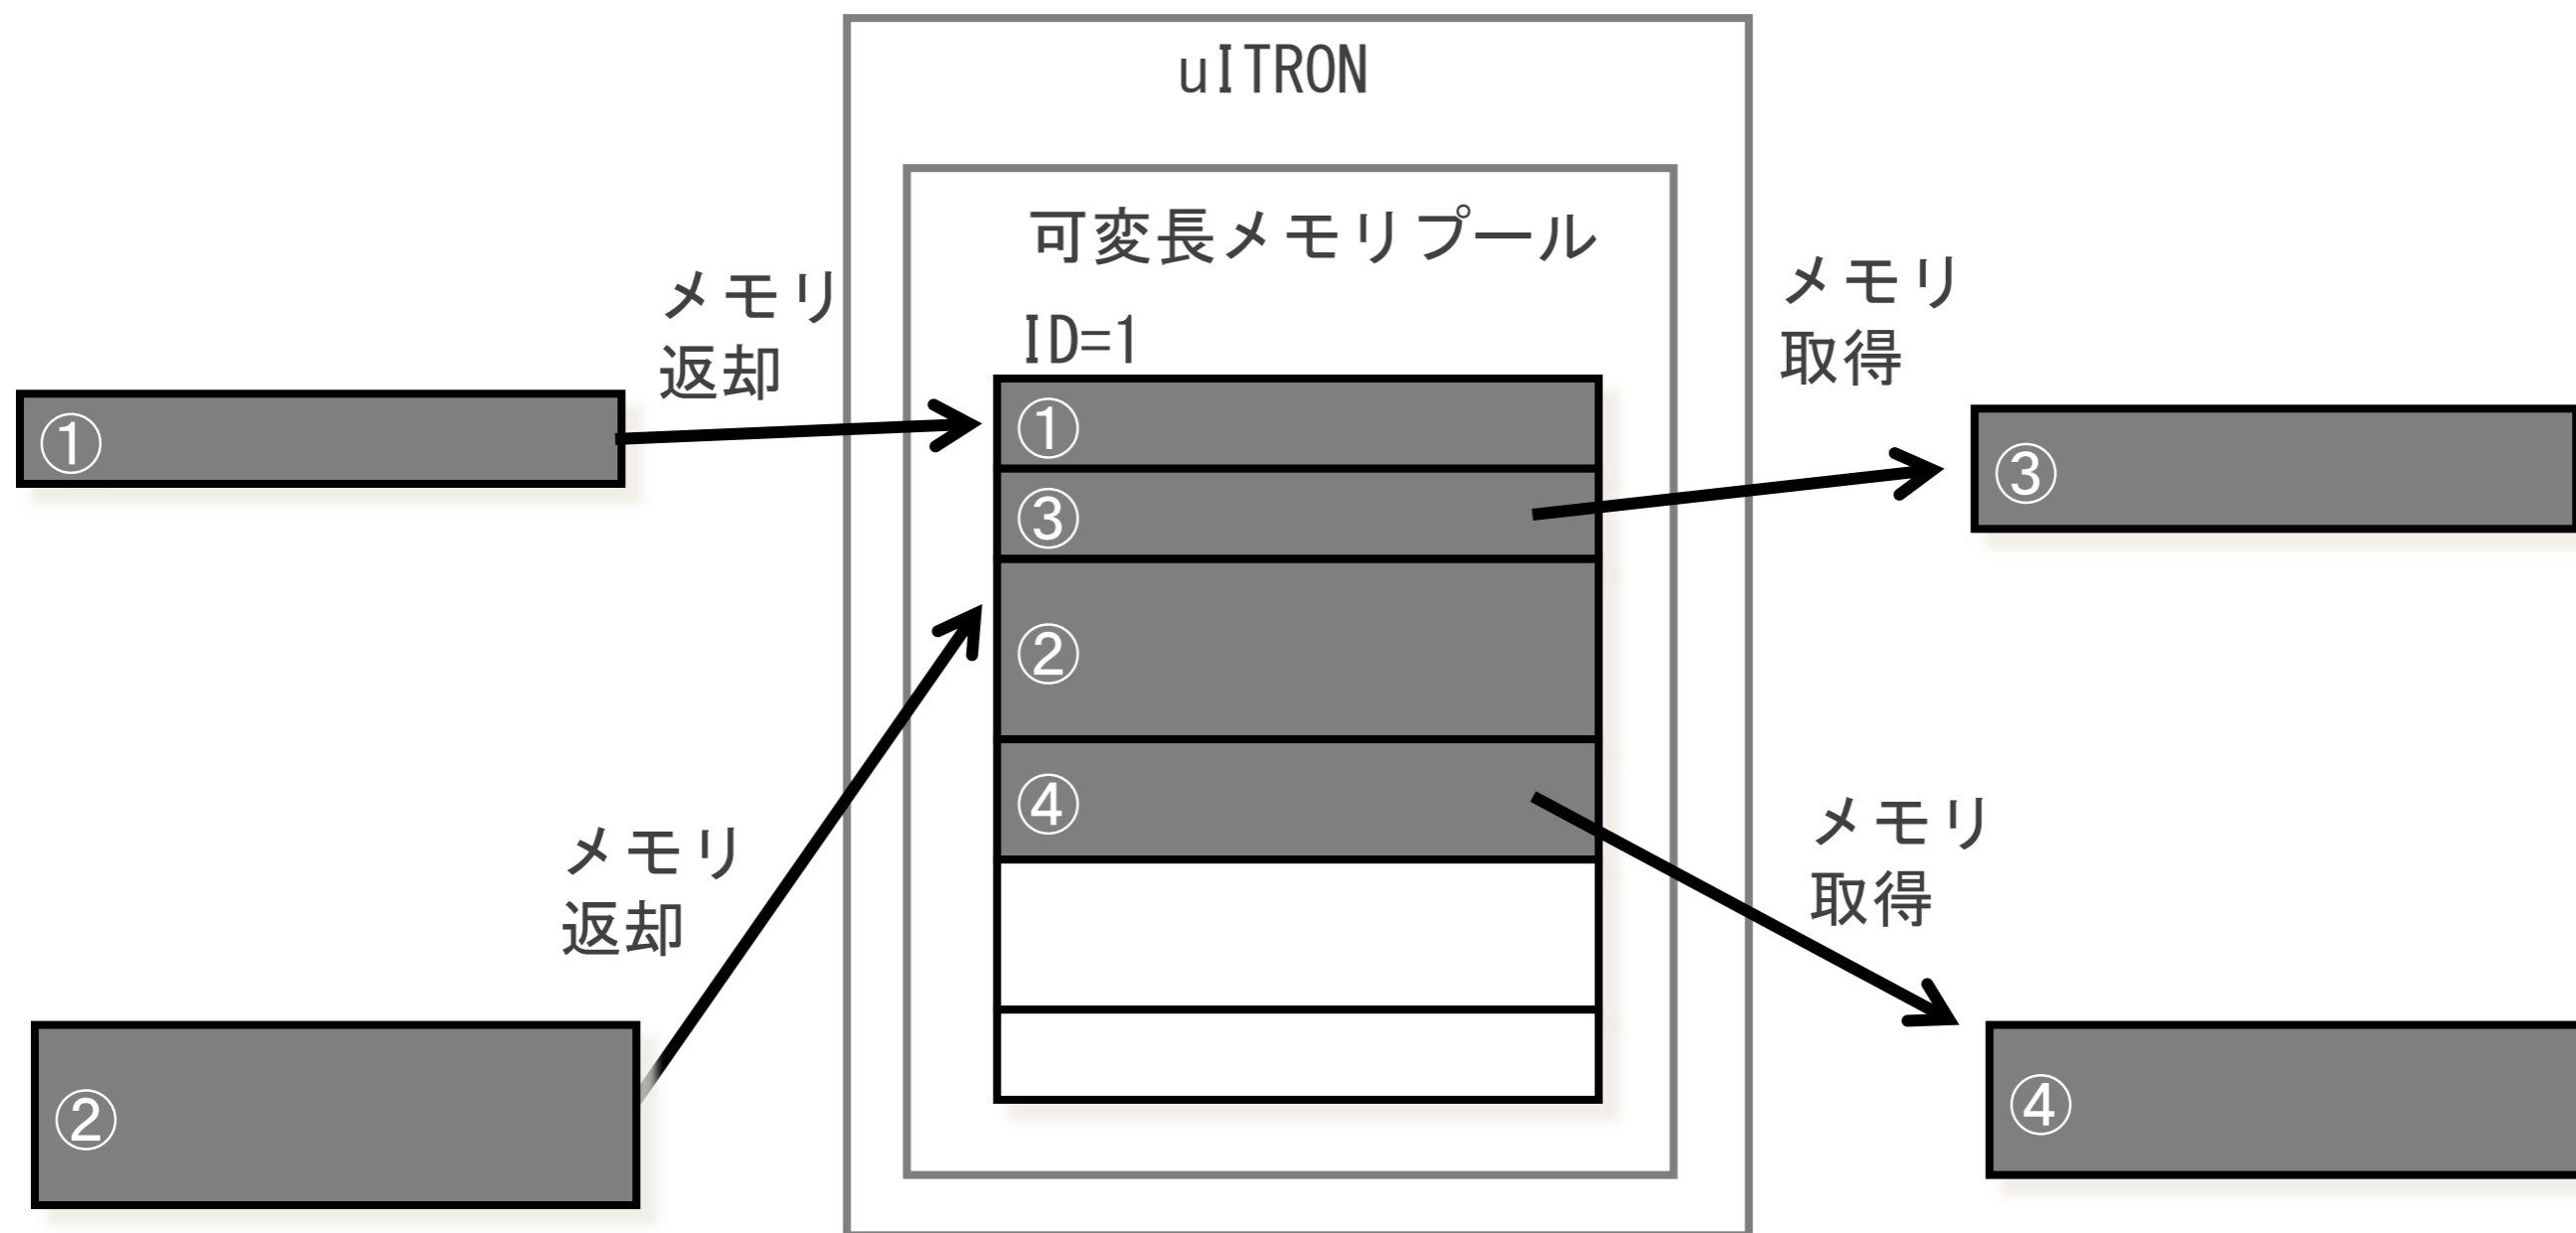 uITRON
可変長メモリプール
ID=1
メモリ
返却
メモリ
取得
①
①
③
③
②
④
メモリ
返却
メモリ
取得
②
④